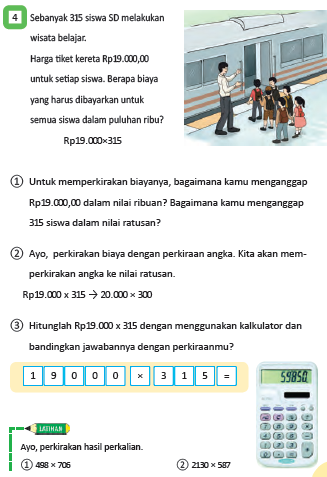 4 Sebanyak 315 siswa SD melakukan
wisata belajar.
Harga tiket kereta Rp19.000,00
untuk setiap siswa. Berapa biaya
yang harus dibayarkan untuk
semua siswa dalam puluhan ribu?
Rp19.000×315
① Untuk memperkirakan biayanya, bagaimana kamu menganggap
Rp19.000,00 dalam nilai ribuan? Bagaimana kamu menganggap
315 siswa dalam nilai ratusan?
② Ayo, perkirakan biaya dengan perkiraan angka. Kita akan mem-
perkirakan angka ke nilai ratusan.
Rp19.000 x 315 → 20.000 × 300
③ Hitunglah Rp19.000 x 315 dengan menggunakan kalkulator dan
bandingkan jawabannya dengan perkiraanmu?
1 9 0 0 0 × 3 1 5 =
59850
LATIHAN
Ayo, perkirakan hasil perkalian.
① 498 × 706 ② 2130 × 587